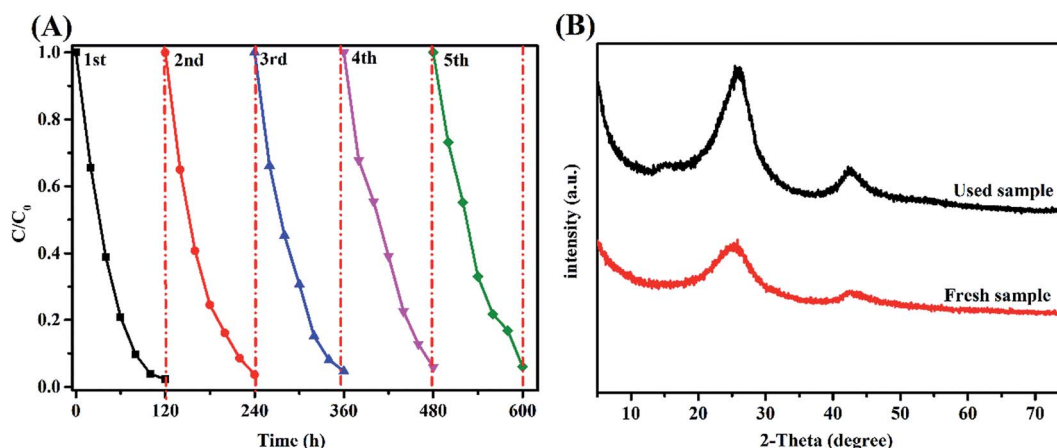 (A)
1.0
0.8
0.6
0.4
0.2
0.0
C/C0
1st
2nd
3rd
4th
5th
0
120
240
360
480
600
Time (h)
(B)
intensity (a.u.)
Used sample
Fresh sample
10
20
30
40
50
60
70
2-Theta (degree)